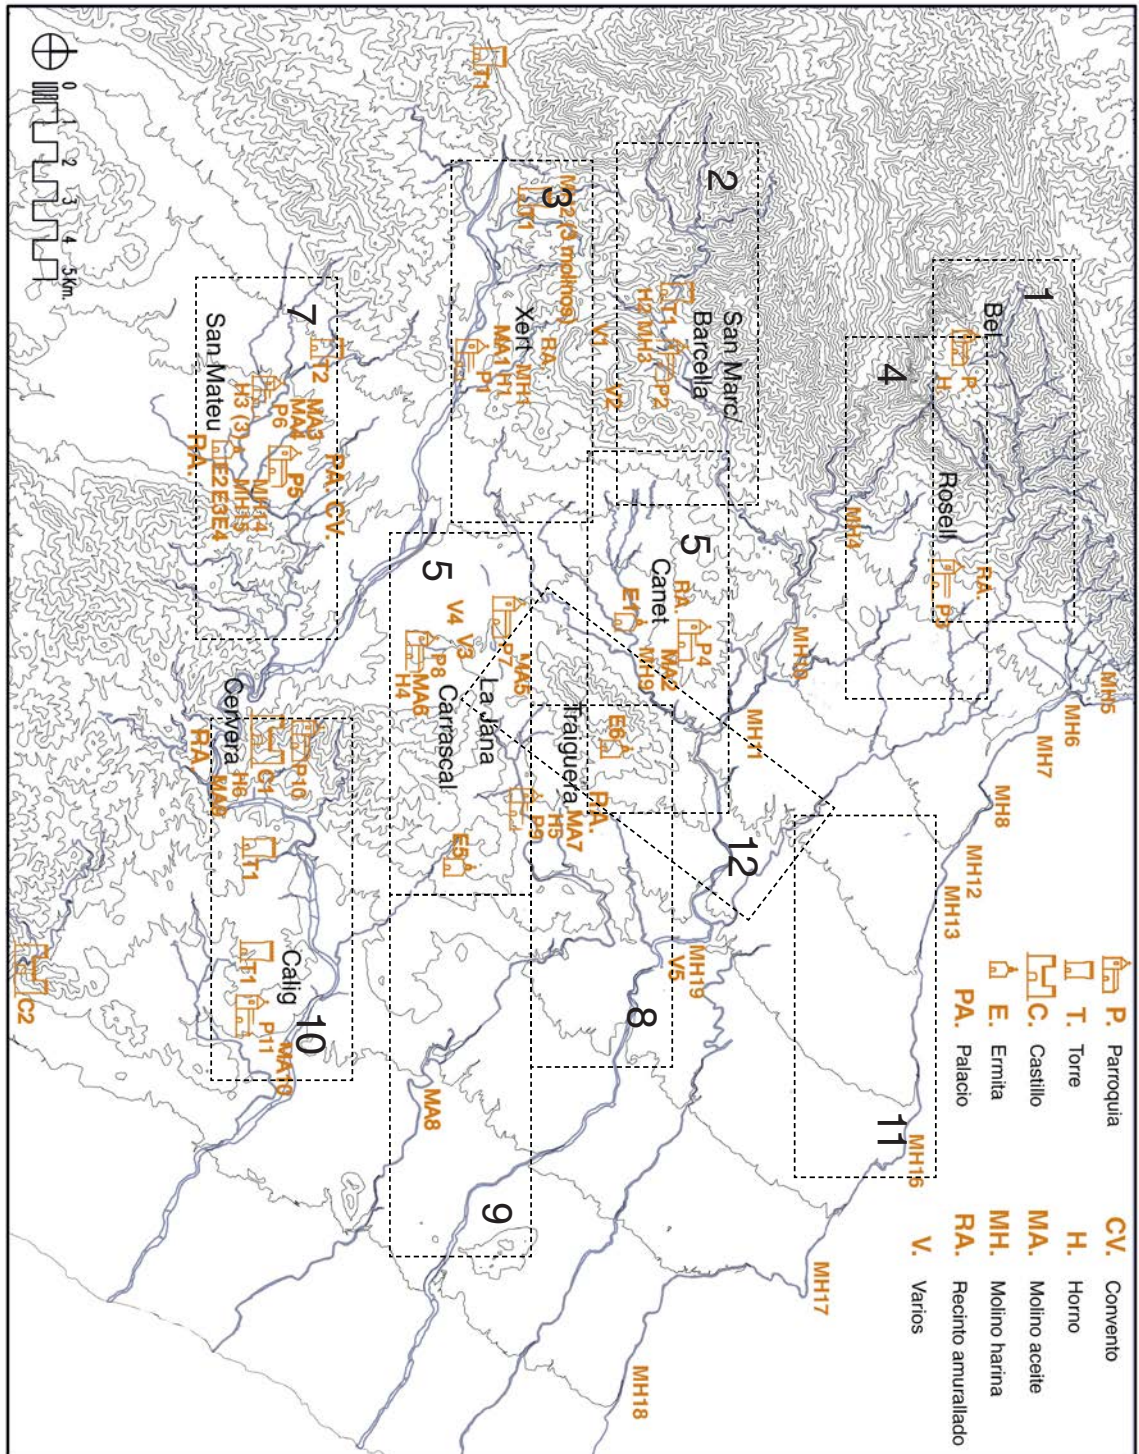 P. Parroquia
T. Torre
C. Castillo
E. Ermita
PA. Palacio
CV. Convento
H. Horno
MA. Molino aceite
MH. Molino harina
RA. Recinto amurallado
V. Varios
1
Bel
P.
H.
MH5
MH6
MH7
MH8
RA.
Rosell
P3
MH12
MH13
4
MH4
11
MH16
MH10
MH17
MH11
2
San Marc/
Barcella
T1
H2 MH3
P2
5
Canet
RA.
P4
MA2
MH9
E1
12
MH19
V5
8
MH18
V1
V2
E6
PA.
Traiguera
MA7
H5
P9
3
MH2 (3 molinos)
T1
Xert
RA
MH1
MA1 H1
P1
T1
MA5
P7
La Jana
V3
V4
5
Carrascal
P8
MA6
H4
E5
9
MA8
7
T2
San Mateu
MA3
MA4
P6
H3 (3)
P5
PA. CV.
MH14
MH15
E2E3E4
RA.
Cervera
P10
C1
H6
MA9
RA
T1
Calig
T1
P11
MA10
10
C2
0 1 2 3 4 5Km.